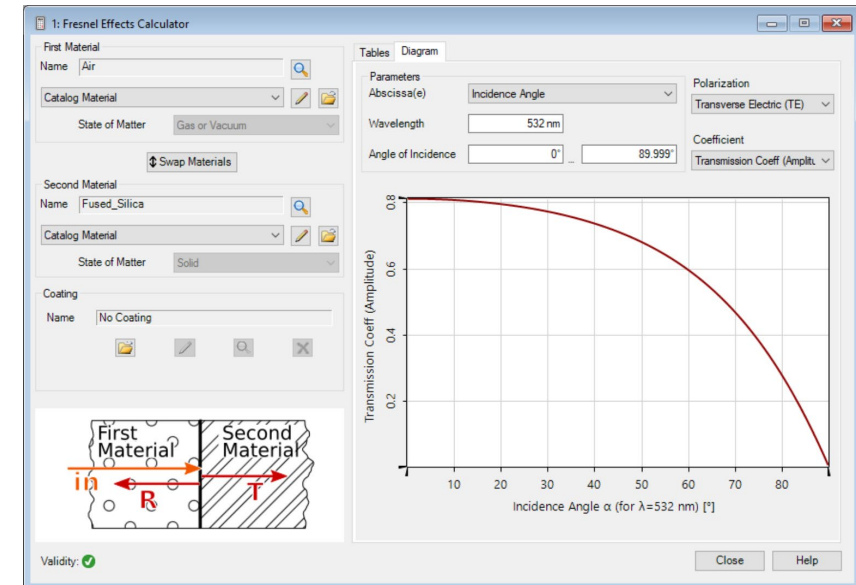 1: Fresnel Effects Calculator
First Material
Name Air
Catalog Material
State of Matter Gas or Vacuum
Swap Materials
Second Material
Name Fused_Silica
Catalog Material
State of Matter Solid
Coating
Name No Coating
First
Material
Second
Material
in
R
T
Validity:
Tables Diagram
Parameters
Abscissa(e) Incidence Angle
Wavelength 532 nm
Angle of Incidence 0° ... 89.999°
Polarization
Transverse Electric (TE)
Coefficient
Transmission Coeff (Amplitu
Transmission Coeff (Amplitude)
0.8
0.6
0.4
0.2
10 20 30 40 50 60 70 80
Incidence Angle α (for λ=532 nm) [°]
Close Help